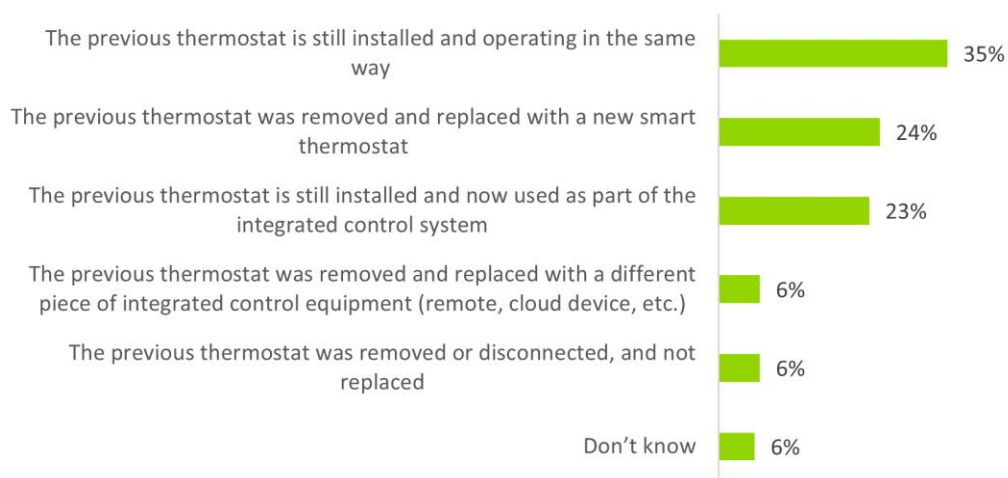 The previous thermostat is still installed and operating in the same
way
35%
The previous thermostat was removed and replaced with a new smart
thermostat
24%
The previous thermostat is still installed and now used as part of the
integrated control system
23%
The previous thermostat was removed and replaced with a different
piece of integrated control equipment (remote, cloud device, etc.)
6%
The previous thermostat was removed or disconnected, and not
replaced
6%
Don’t know
6%